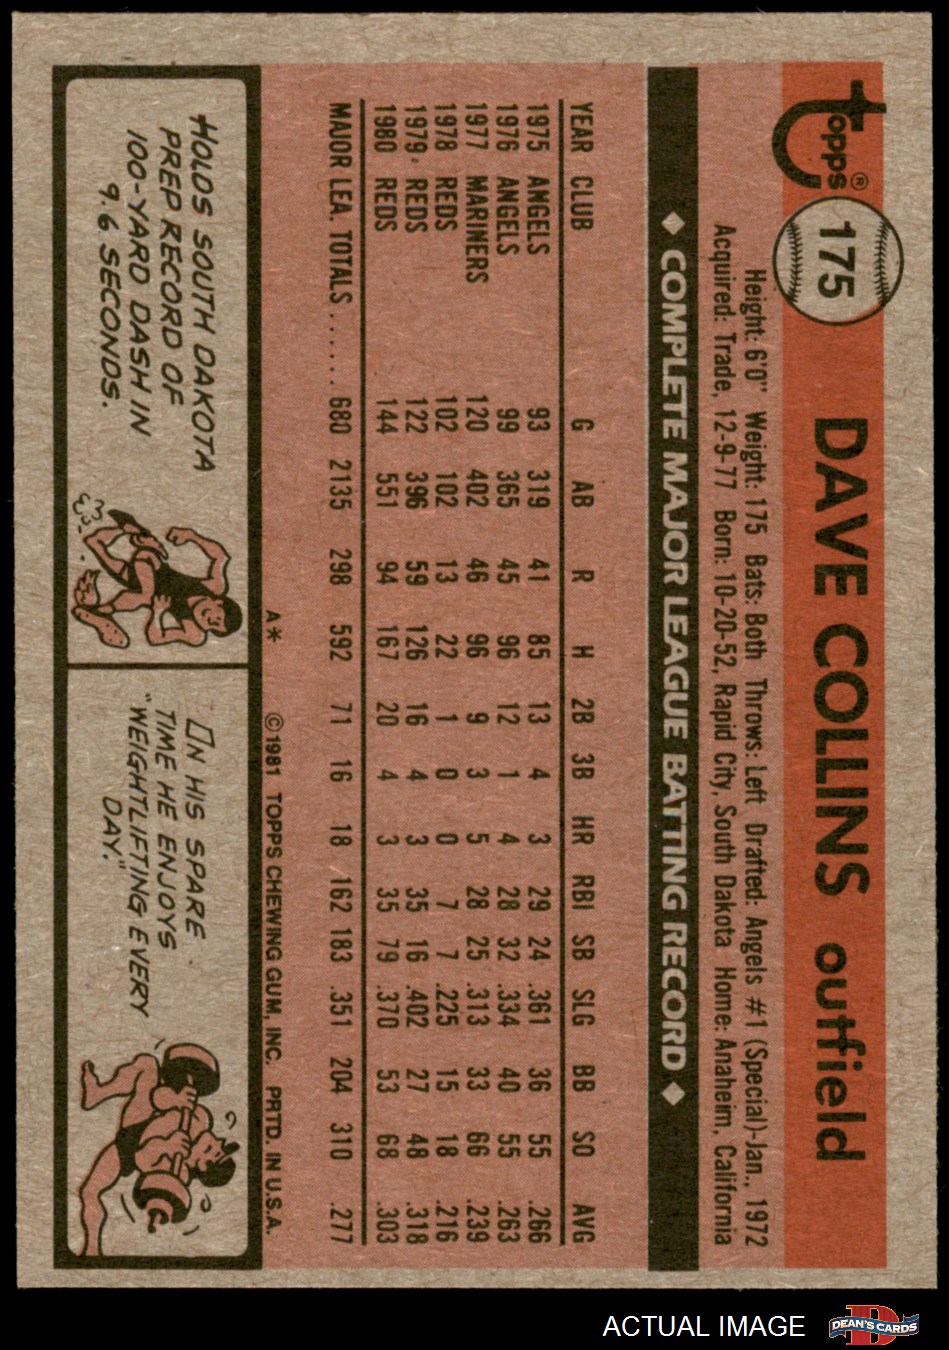 Topps®
175
DAVE COLLINS outfield
Height: 6'0" Weight: 175 Bats: Both Throws: Left Drafted: Angels #1 (Special)-Jan., 1972
Acquired: Trade, 12-9-77 Born: 10-20-52, Rapid City, South Dakota Home: Anaheim, California
◆ COMPLETE MAJOR LEAGUE BATTING RECORD ◆
YEAR CLUB G AB R H 2B 3B HR RBI SB SLG BB SO AVG
1975 ANGELS 93 319 41 85 13 4 3 29 24 .361 36 55 .266
1976 ANGELS 99 365 45 96 12 1 4 28 32 .334 40 55 .263
1977 MARINERS 120 402 46 96 9 3 5 28 25 .313 33 66 .239
1978 REDS 102 102 13 22 1 0 0 7 7 .225 15 18 .216
1979 REDS 122 396 59 126 16 4 3 35 16 .402 27 48 .318
1980 REDS 144 551 94 167 20 4 3 35 79 .370 53 68 .303
MAJOR LEA. TOTALS...... 680 2135 298 592 71 16 18 162 183 .351 204 310 .277
A* ©1981 TOPPS CHEWING GUM, INC. PRTD. IN U.S.A.
HOLDS SOUTH DAKOTA
PREP RECORD OF
100-YARD DASH IN
9.6 SECONDS.
IN HIS SPARE
TIME HE ENJOYS
"WEIGHTLIFTING EVERY
DAY."
ACTUAL IMAGE
D
DEAN'S CARDS